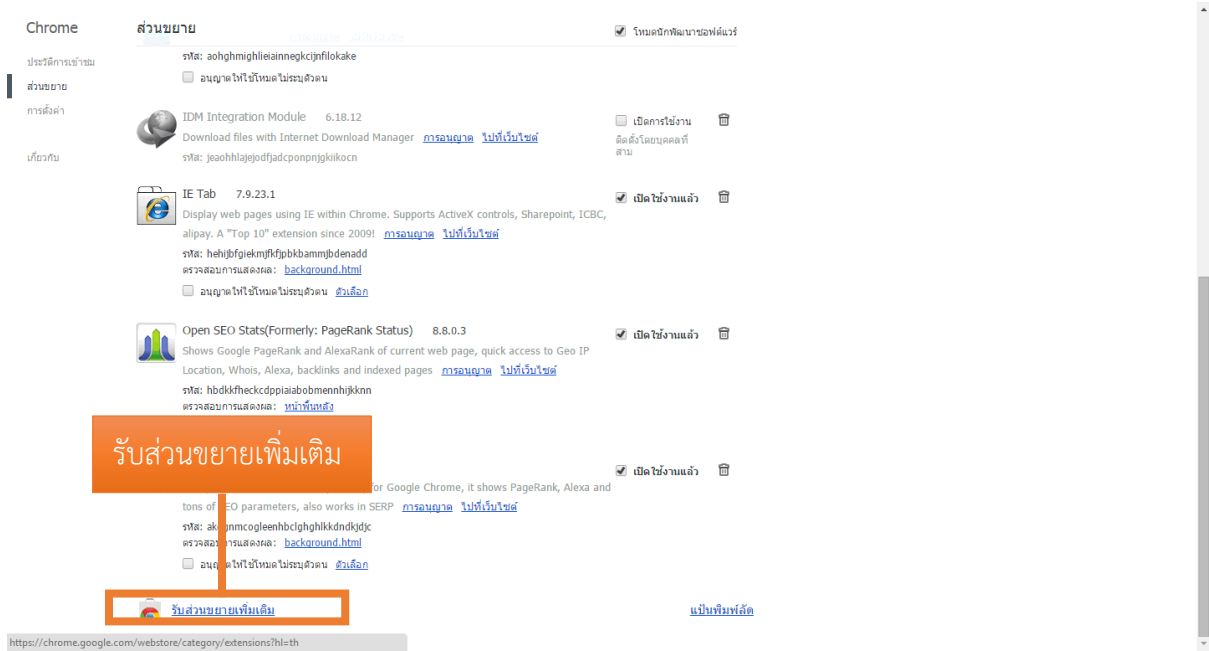 Chrome
ส่วนขยาย
โหมดนักพัฒนาซอฟต์แวร์
ประวัติการเข้าชม
ส่วนขยาย
การตั้งค่า
เกี่ยวกับ
รหัส: aohghmighlieiainnegkcijnfilokake
อนุญาตให้ใช้โหมดไม่ระบุตัวตน
IDM Integration Module 6.18.12
เปิดการใช้งาน
Download files with Internet Download Manager การอนุญาต ไปที่เว็บไซต์
ติดตั้งโดยบุคคลที่
สาม
รหัส: jeaohhlajejodfjadcponpnjgkiikocn
IE Tab 7.9.23.1
เปิดใช้งานแล้ว
Display web pages using IE within Chrome. Supports ActiveX controls, Sharepoint, ICBC,
alipay. A "Top 10" extension since 2009! การอนุญาต ไปที่เว็บไซต์
รหัส: hehijbfgiekmjfkfjpbkbammjbdenadd
ตรวจสอบการแสดงผล: background.html
อนุญาตให้ใช้โหมดไม่ระบุตัวตน ตัวเลือก
Open SEO Stats(Formerly: PageRank Status) 8.8.0.3
เปิดใช้งานแล้ว
Shows Google PageRank and AlexaRank of current web page, quick access to Geo IP
Location, Whois, Alexa, backlinks and indexed pages การอนุญาต ไปที่เว็บไซต์
รหัส: hbdkkfheckcdppiaiabobmennhijkknn
ตรวจสอบการแสดงผล: หน้าพื้นหลัง
รับส่วนขยายเพิ่มเติม
เปิดใช้งานแล้ว
for Google Chrome, it shows PageRank, Alexa and
tons of SEO parameters, also works in SERP การอนุญาต ไปที่เว็บไซต์
รหัส:
ตรวจสอบการแสดงผล: background.html
อนุญาตให้ใช้โหมดไม่ระบุตัวตน ตัวเลือก
รับส่วนขยายเพิ่มเติม
แป้นพิมพ์ลัด
https://chrome.google.com/webstore/category/extensions?hl=th